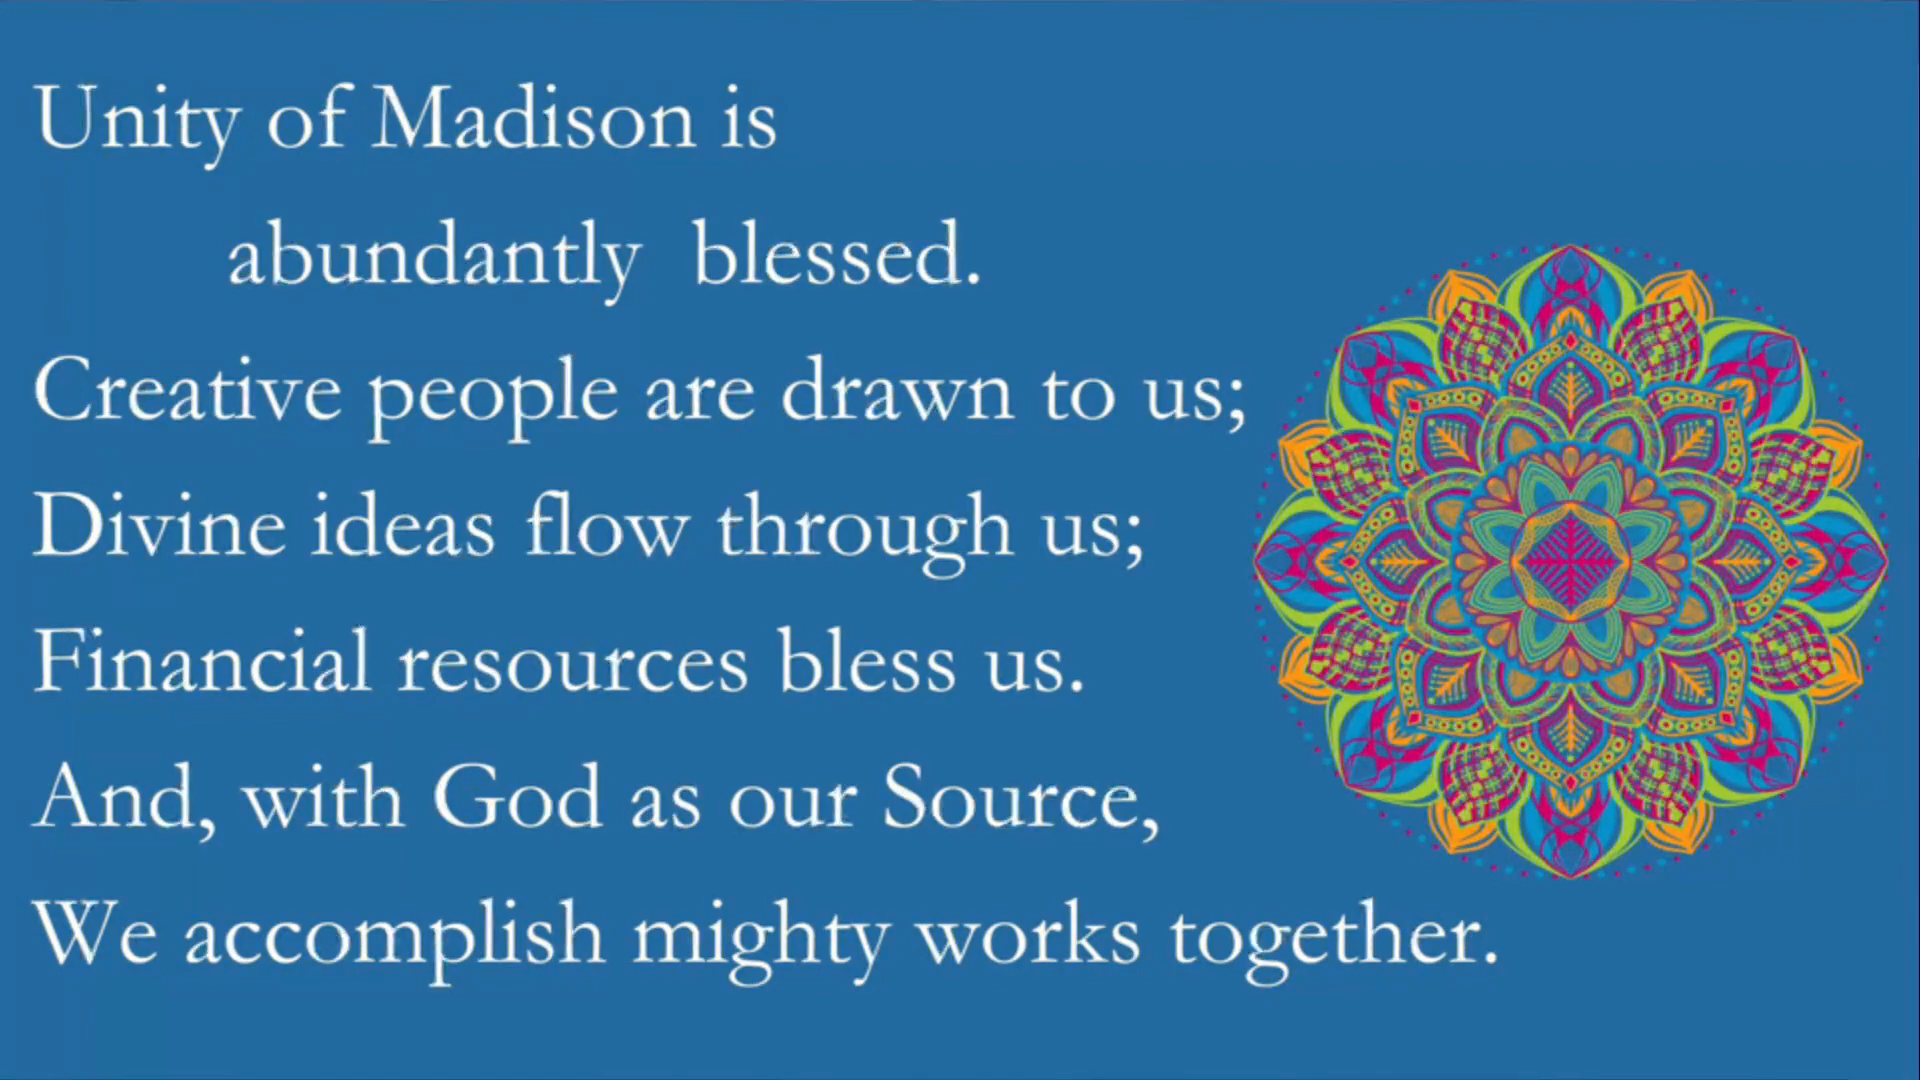 Unity of Madison is
abundantly blessed.
Creative people are drawn to us;
Divine ideas flow through us;
Financial resources bless us.
And, with God as our Source,
We accomplish mighty works together.